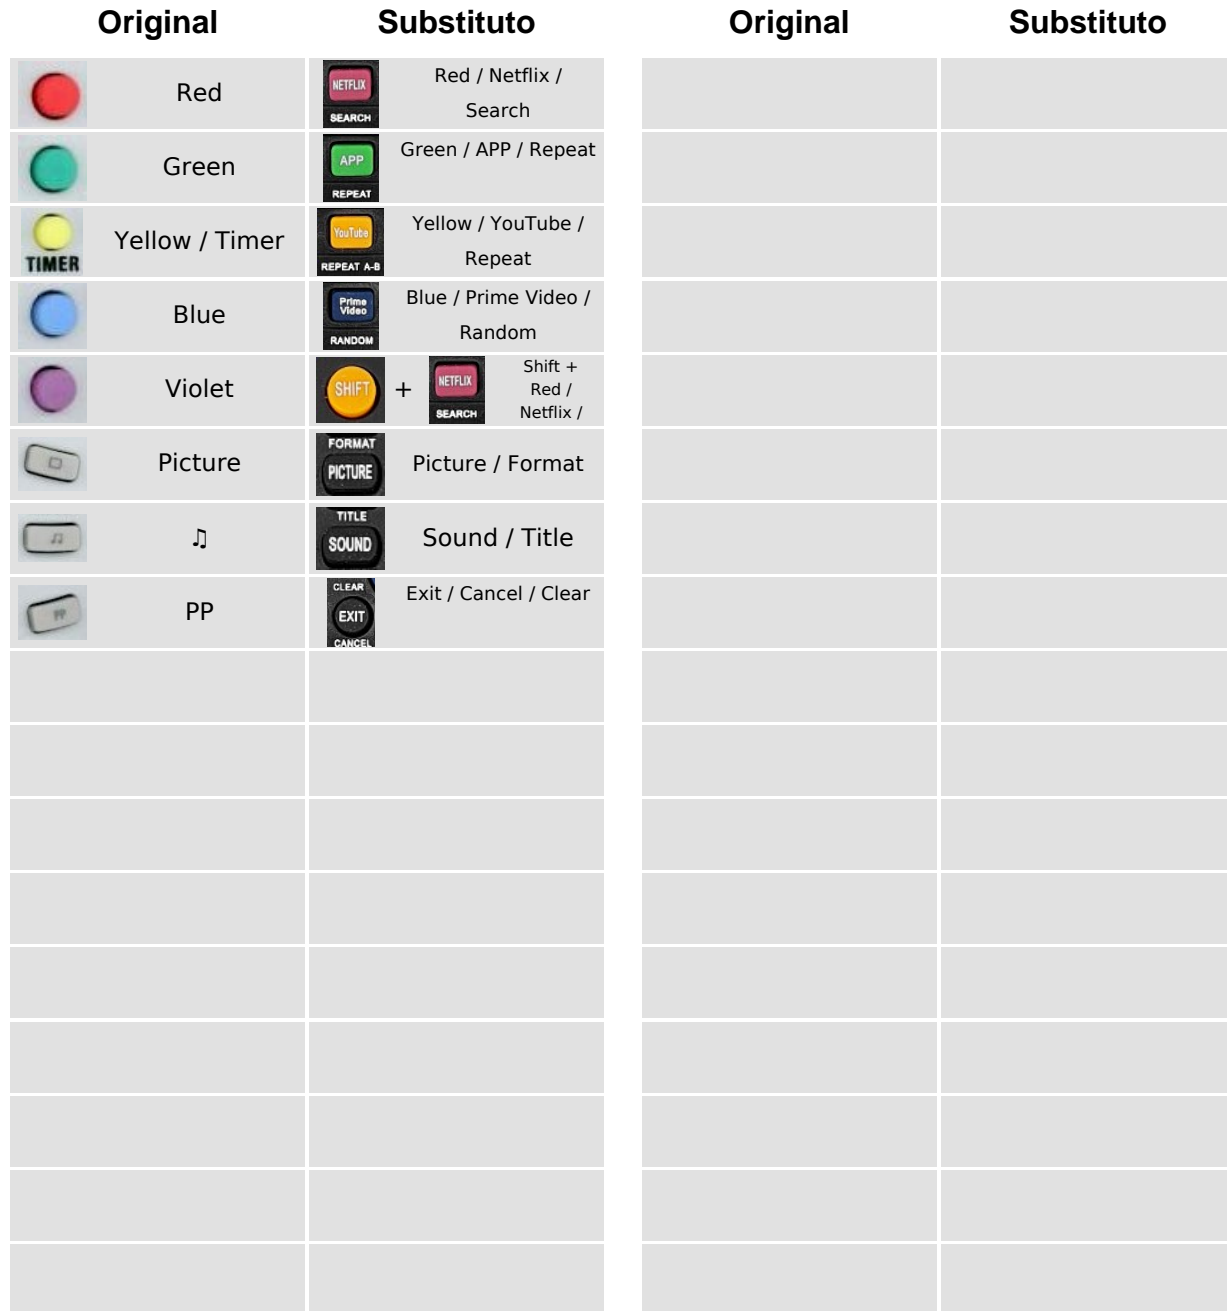 Original Substituto Original Substituto
Red NETFLIX SEARCH Red / Netflix /
Search
Green APP REPEAT Green / APP / Repeat
TIMER Yellow / Timer YouTube REPEAT A-B Yellow / YouTube /
Repeat
Blue Prime Video RANDOM Blue / Prime Video /
Random
Violet SHIFT + NETFLIX SEARCH Shift +
Red /
Netflix /
Picture FORMAT PICTURE Picture / Format
♫ TITLE SOUND Sound / Title
PP CLEAR EXIT CANCEL Exit / Cancel / Clear